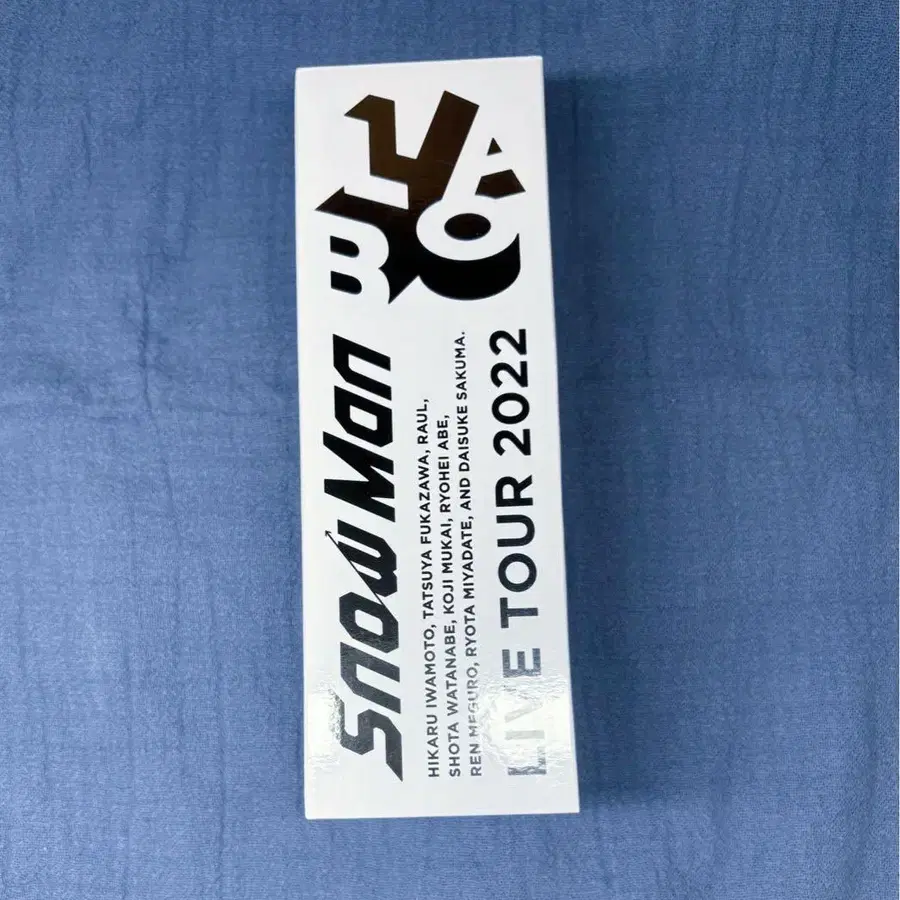 Snow Man LABO
HIKARU IWAMOTO, TATSUYA FUKAZAWA, RAUL,
SHOTA WATANABE, KOJI MUKAI, RYOHEI ABE,
REN MEGURO, RYOTA MIYADATE, AND DAISUKE SAKUMA.
LIVE TOUR 2022